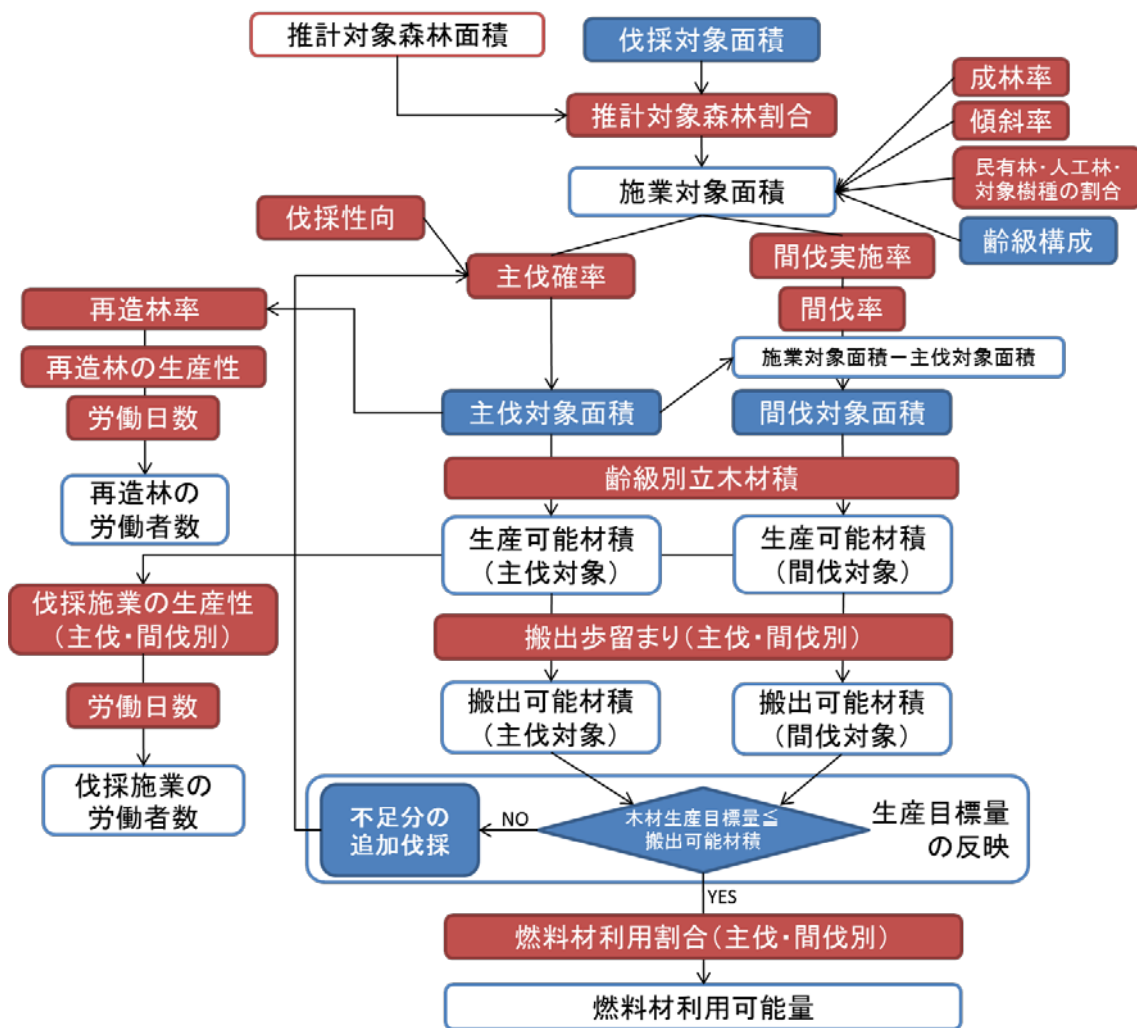 推計対象森林面積
伐採対象面積
成林率
推計対象森林割合
傾斜率
民有林・人工林・
対象樹種の割合
施業対象面積
伐採性向
齢級構成
間伐実施率
主伐確率
再造林率
間伐率
再造林の生産性
施業対象面積－主伐対象面積
労働日数
主伐対象面積
間伐対象面積
齢級別立木材積
再造林の
労働者数
生産可能材積
（主伐対象）
生産可能材積
（間伐対象）
伐採施業の生産性
（主伐・間伐別）
搬出歩留まり（主伐・間伐別）
労働日数
搬出可能材積
（主伐対象）
搬出可能材積
（間伐対象）
伐採施業の
労働者数
不足分の
追加伐採
NO
木材生産目標量≦
搬出可能材積
生産目標量
の反映
YES
燃料材利用割合（主伐・間伐別）
燃料材利用可能量